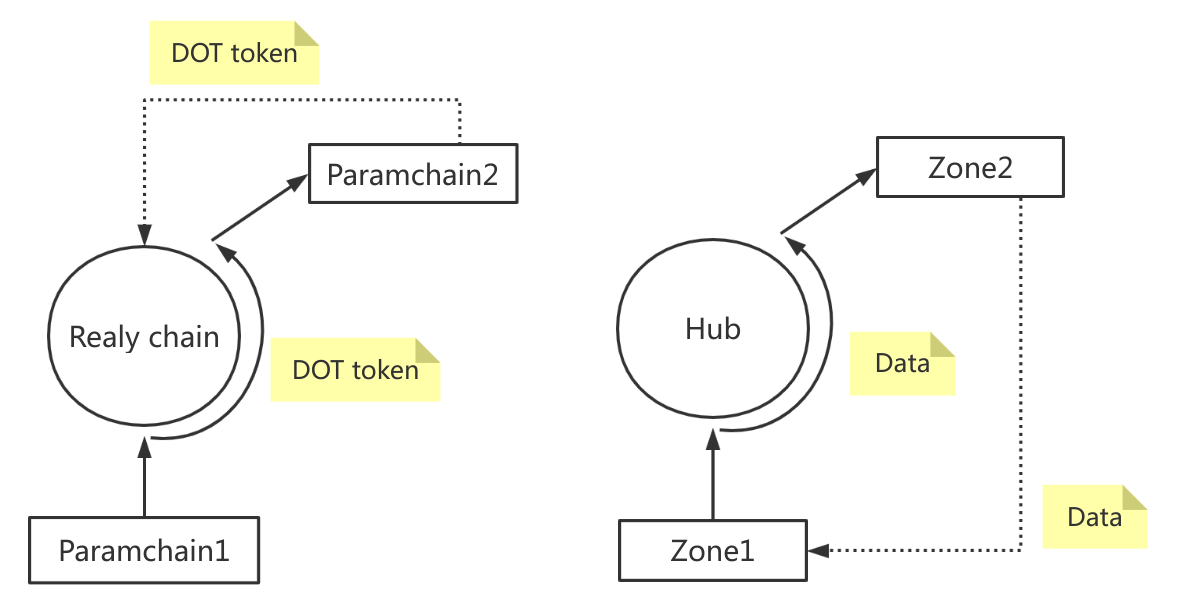 DOT token
Paramchain2
Realy chain
DOT token
Paramchain1
Zone2
Hub
Data
Data
Zone1